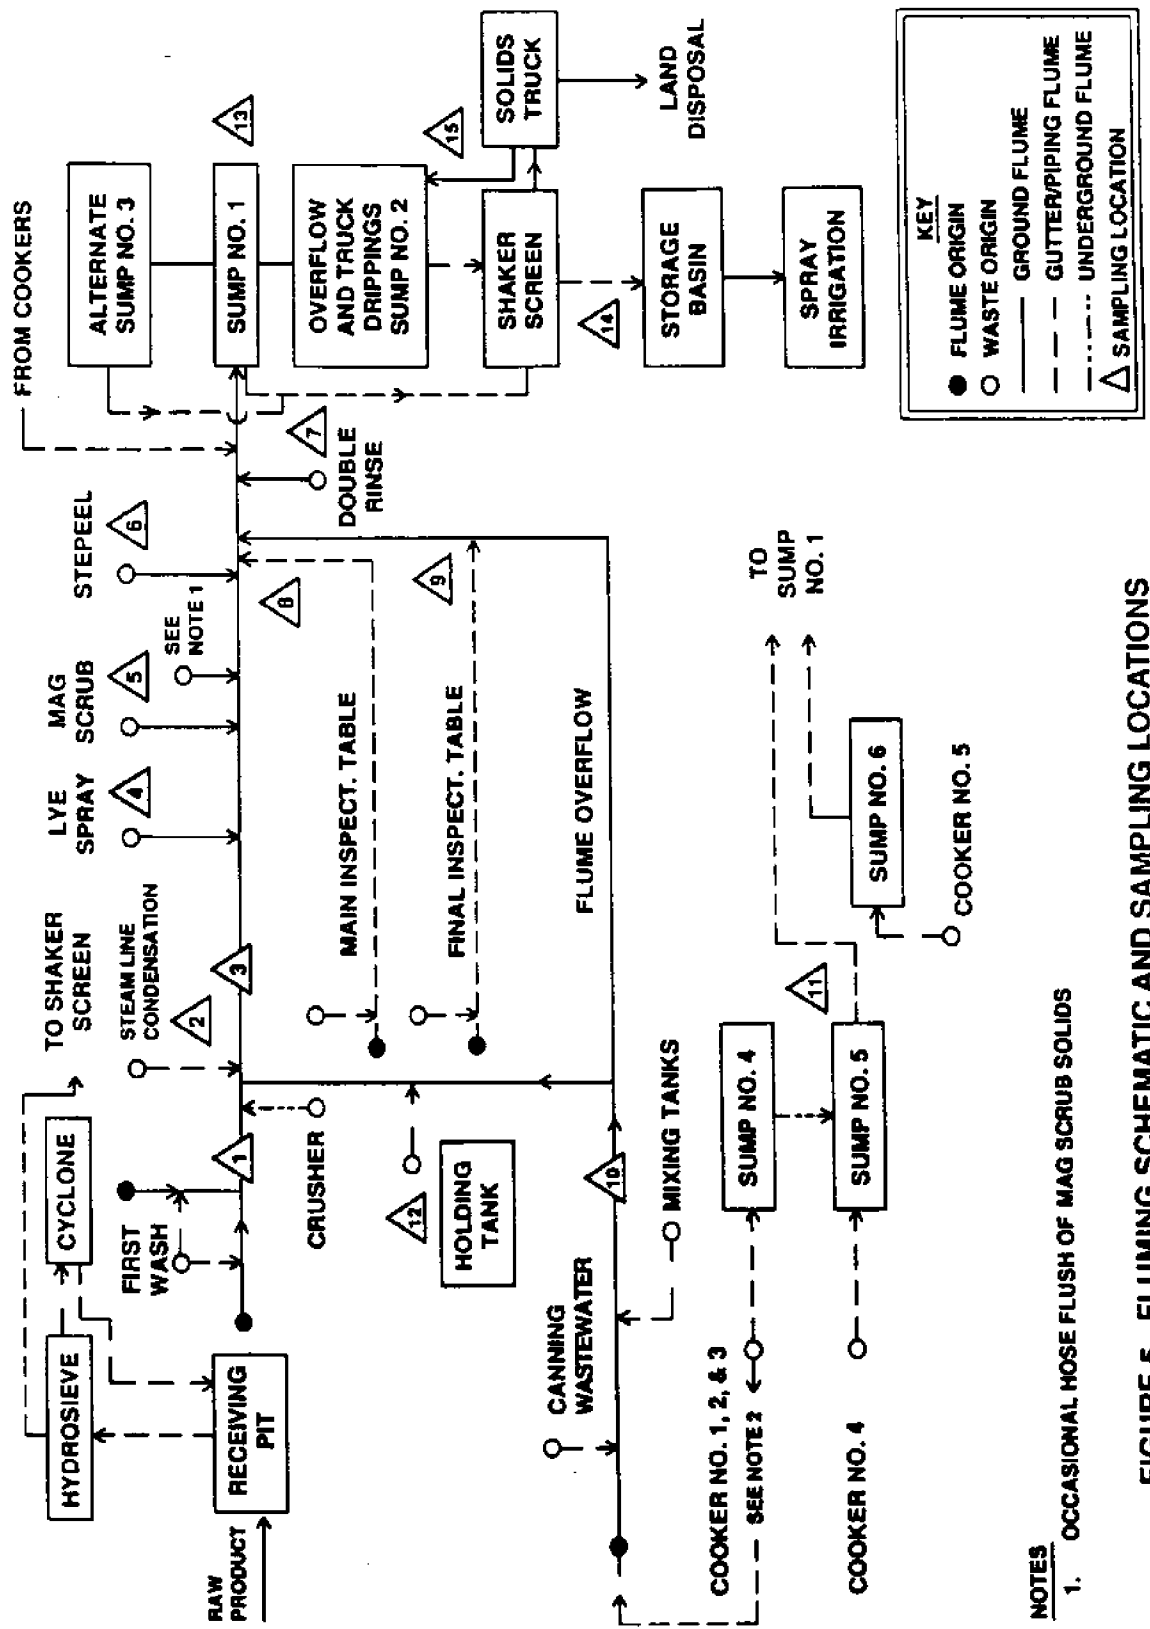 FROM COOKERS
ALTERNATE
SUMP NO. 3
SUMP NO. 1
13
OVERFLOW
AND TRUCK
DRIPPINGS
SUMP NO. 2
15
SOLIDS
TRUCK
LAND
DISPOSAL
SHAKER
SCREEN
14
STORAGE
BASIN
SPRAY
IRRIGATION
STEPEEL
6
SEE
NOTE 1
MAG
SCRUB
5
LYE
SPRAY
4
TO SHAKER
SCREEN
STEAM LINE
CONDENSATION
2
3
CYCLONE
HYDROSIEVE
FIRST
WASH
1
RECEIVING
PIT
RAW
PRODUCT
CRUSHER
12
HOLDING
TANK
7
DOUBLE
RINSE
8
MAIN INSPECT. TABLE
9
FINAL INSPECT. TABLE
FLUME OVERFLOW
10
CANNING
WASTEWATER
MIXING TANKS
COOKER NO. 1, 2, & 3
SEE NOTE 2
SUMP NO. 4
COOKER NO. 4
SUMP NO. 5
11
SUMP NO. 6
COOKER NO. 5
TO
SUMP
NO. 1
KEY
FLUME ORIGIN
WASTE ORIGIN
GROUND FLUME
GUTTER/PIPING FLUME
UNDERGROUND FLUME
SAMPLING LOCATION
NOTES
1. OCCASIONAL HOSE FLUSH OF MAG SCRUB SOLIDS
FIGURE 5 FLUMING SCHEMATIC AND SAMPLING LOCATIONS